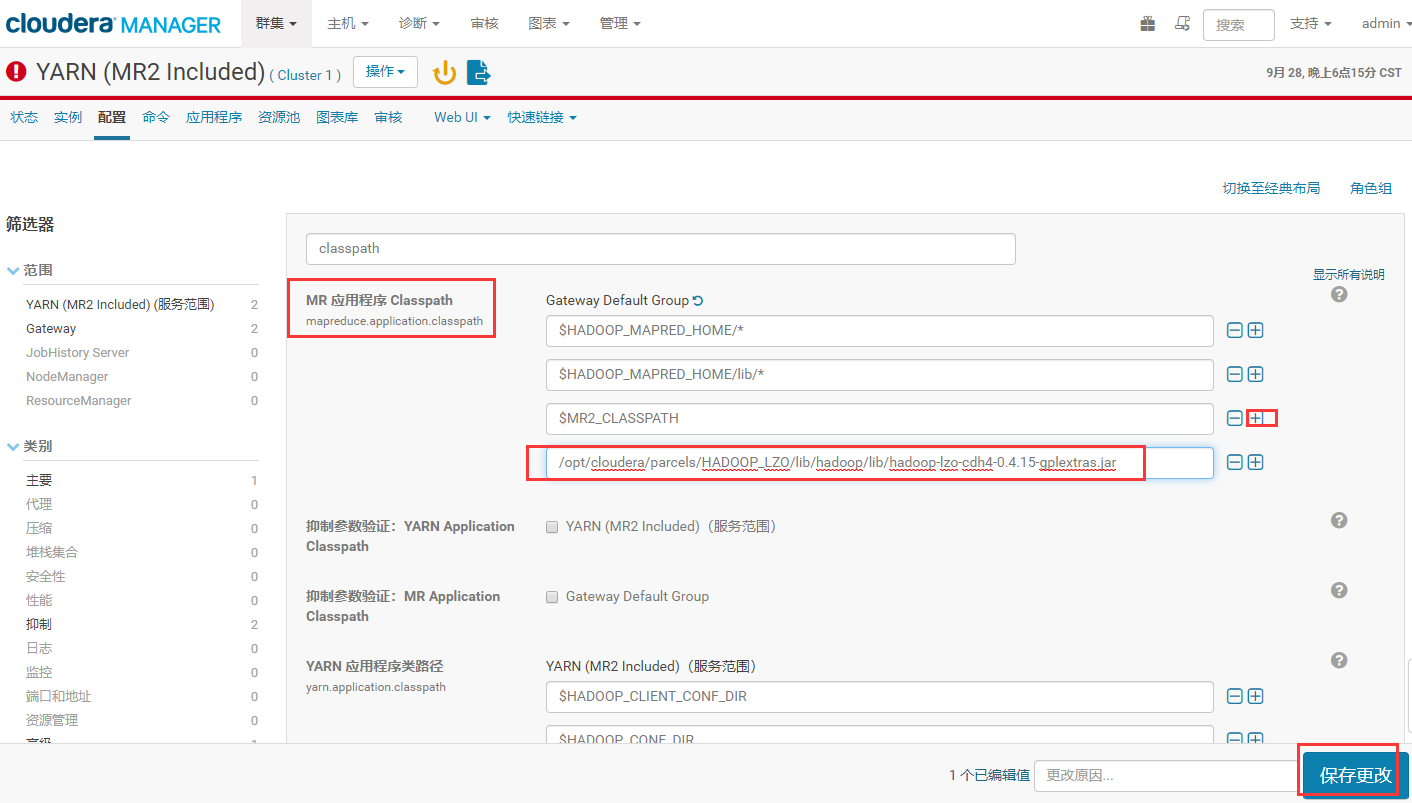 cloudera MANAGER 群集 主机 诊断 审核 图表 管理 搜索 支持 admin
YARN (MR2 Included) ( Cluster 1 ) 操作 9月 28, 晚上6点15分 CST
状态 实例 配置 命令 应用程序 资源池 图表库 审核 Web UI 快速链接
切换至经典布局 角色组
筛选器
范围
YARN (MR2 Included) (服务范围) 2
Gateway 2
JobHistory Server 0
NodeManager 0
ResourceManager 0
类别
主要 1
代理 0
压缩 0
堆栈集合 0
安全性 0
性能 0
抑制 2
日志 0
监控 0
端口和地址 0
资源管理 0
高级 1
classpath
显示所有说明
MR 应用程序 Classpath
mapreduce.application.classpath
Gateway Default Group
$HADOOP_MAPRED_HOME/*
$HADOOP_MAPRED_HOME/lib/*
$MR2_CLASSPATH
/opt/cloudera/parcels/HADOOP_LZO/lib/hadoop/lib/hadoop-lzo-cdh4-0.4.15-gplextras.jar
抑制参数验证：YARN Application
Classpath
YARN (MR2 Included)（服务范围）
抑制参数验证：MR Application
Classpath
Gateway Default Group
YARN 应用程序类路径
yarn.application.classpath
YARN (MR2 Included)（服务范围）
$HADOOP_CLIENT_CONF_DIR
$HADOOP_CONF_DIR
1 个已编辑值 更改原因... 保存更改